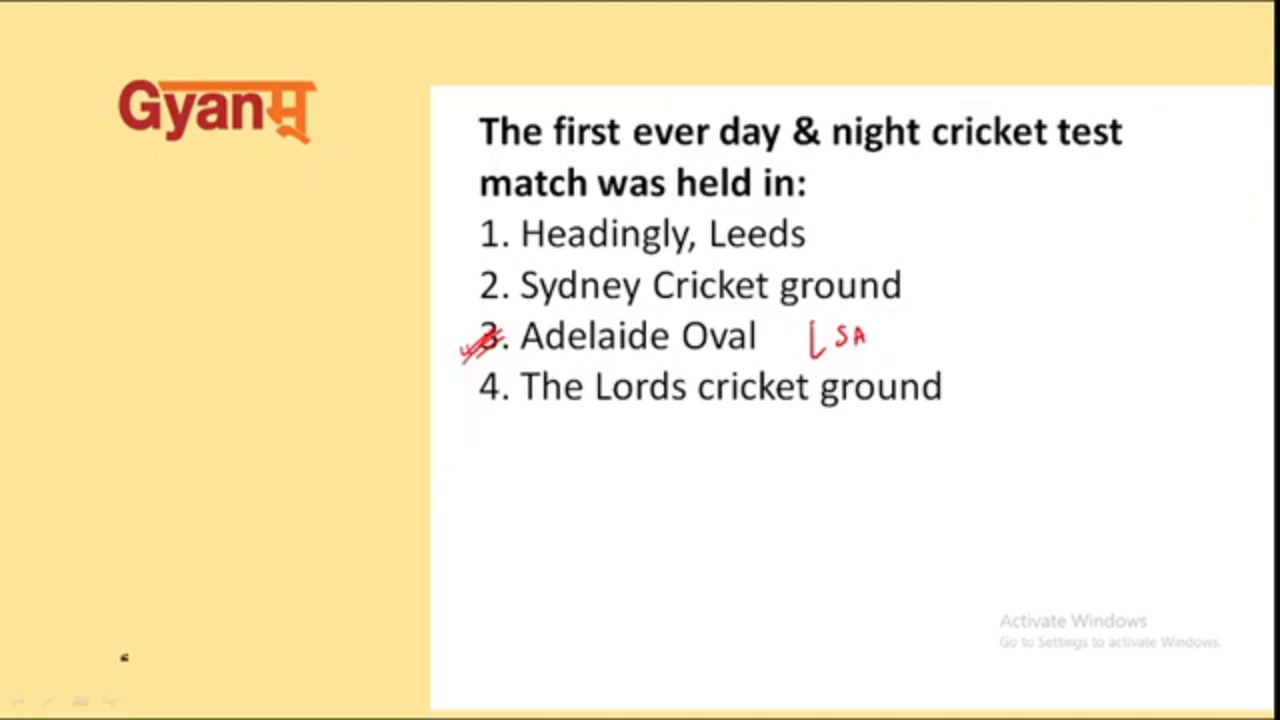 Gyanम्
The first ever day & night cricket test
match was held in:
1. Headingly, Leeds
2. Sydney Cricket ground
3. Adelaide Oval [ SA
4. The Lords cricket ground
Activate Windows
Go to Settings to activate Windows.